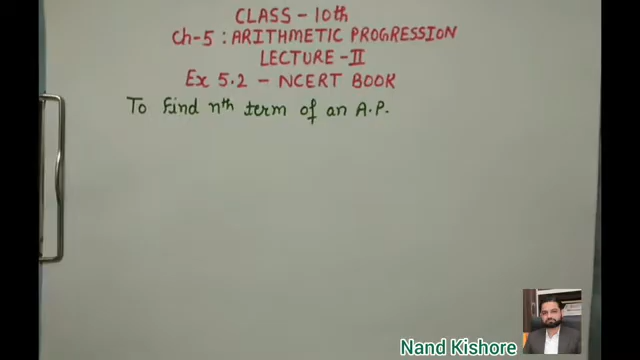 CLASS - 10th
Ch-5 : ARITHMETIC PROGRESSION
LECTURE - II
Ex 5.2 - NCERT BOOK
To find nth term of an A.P.
Nand Kishore